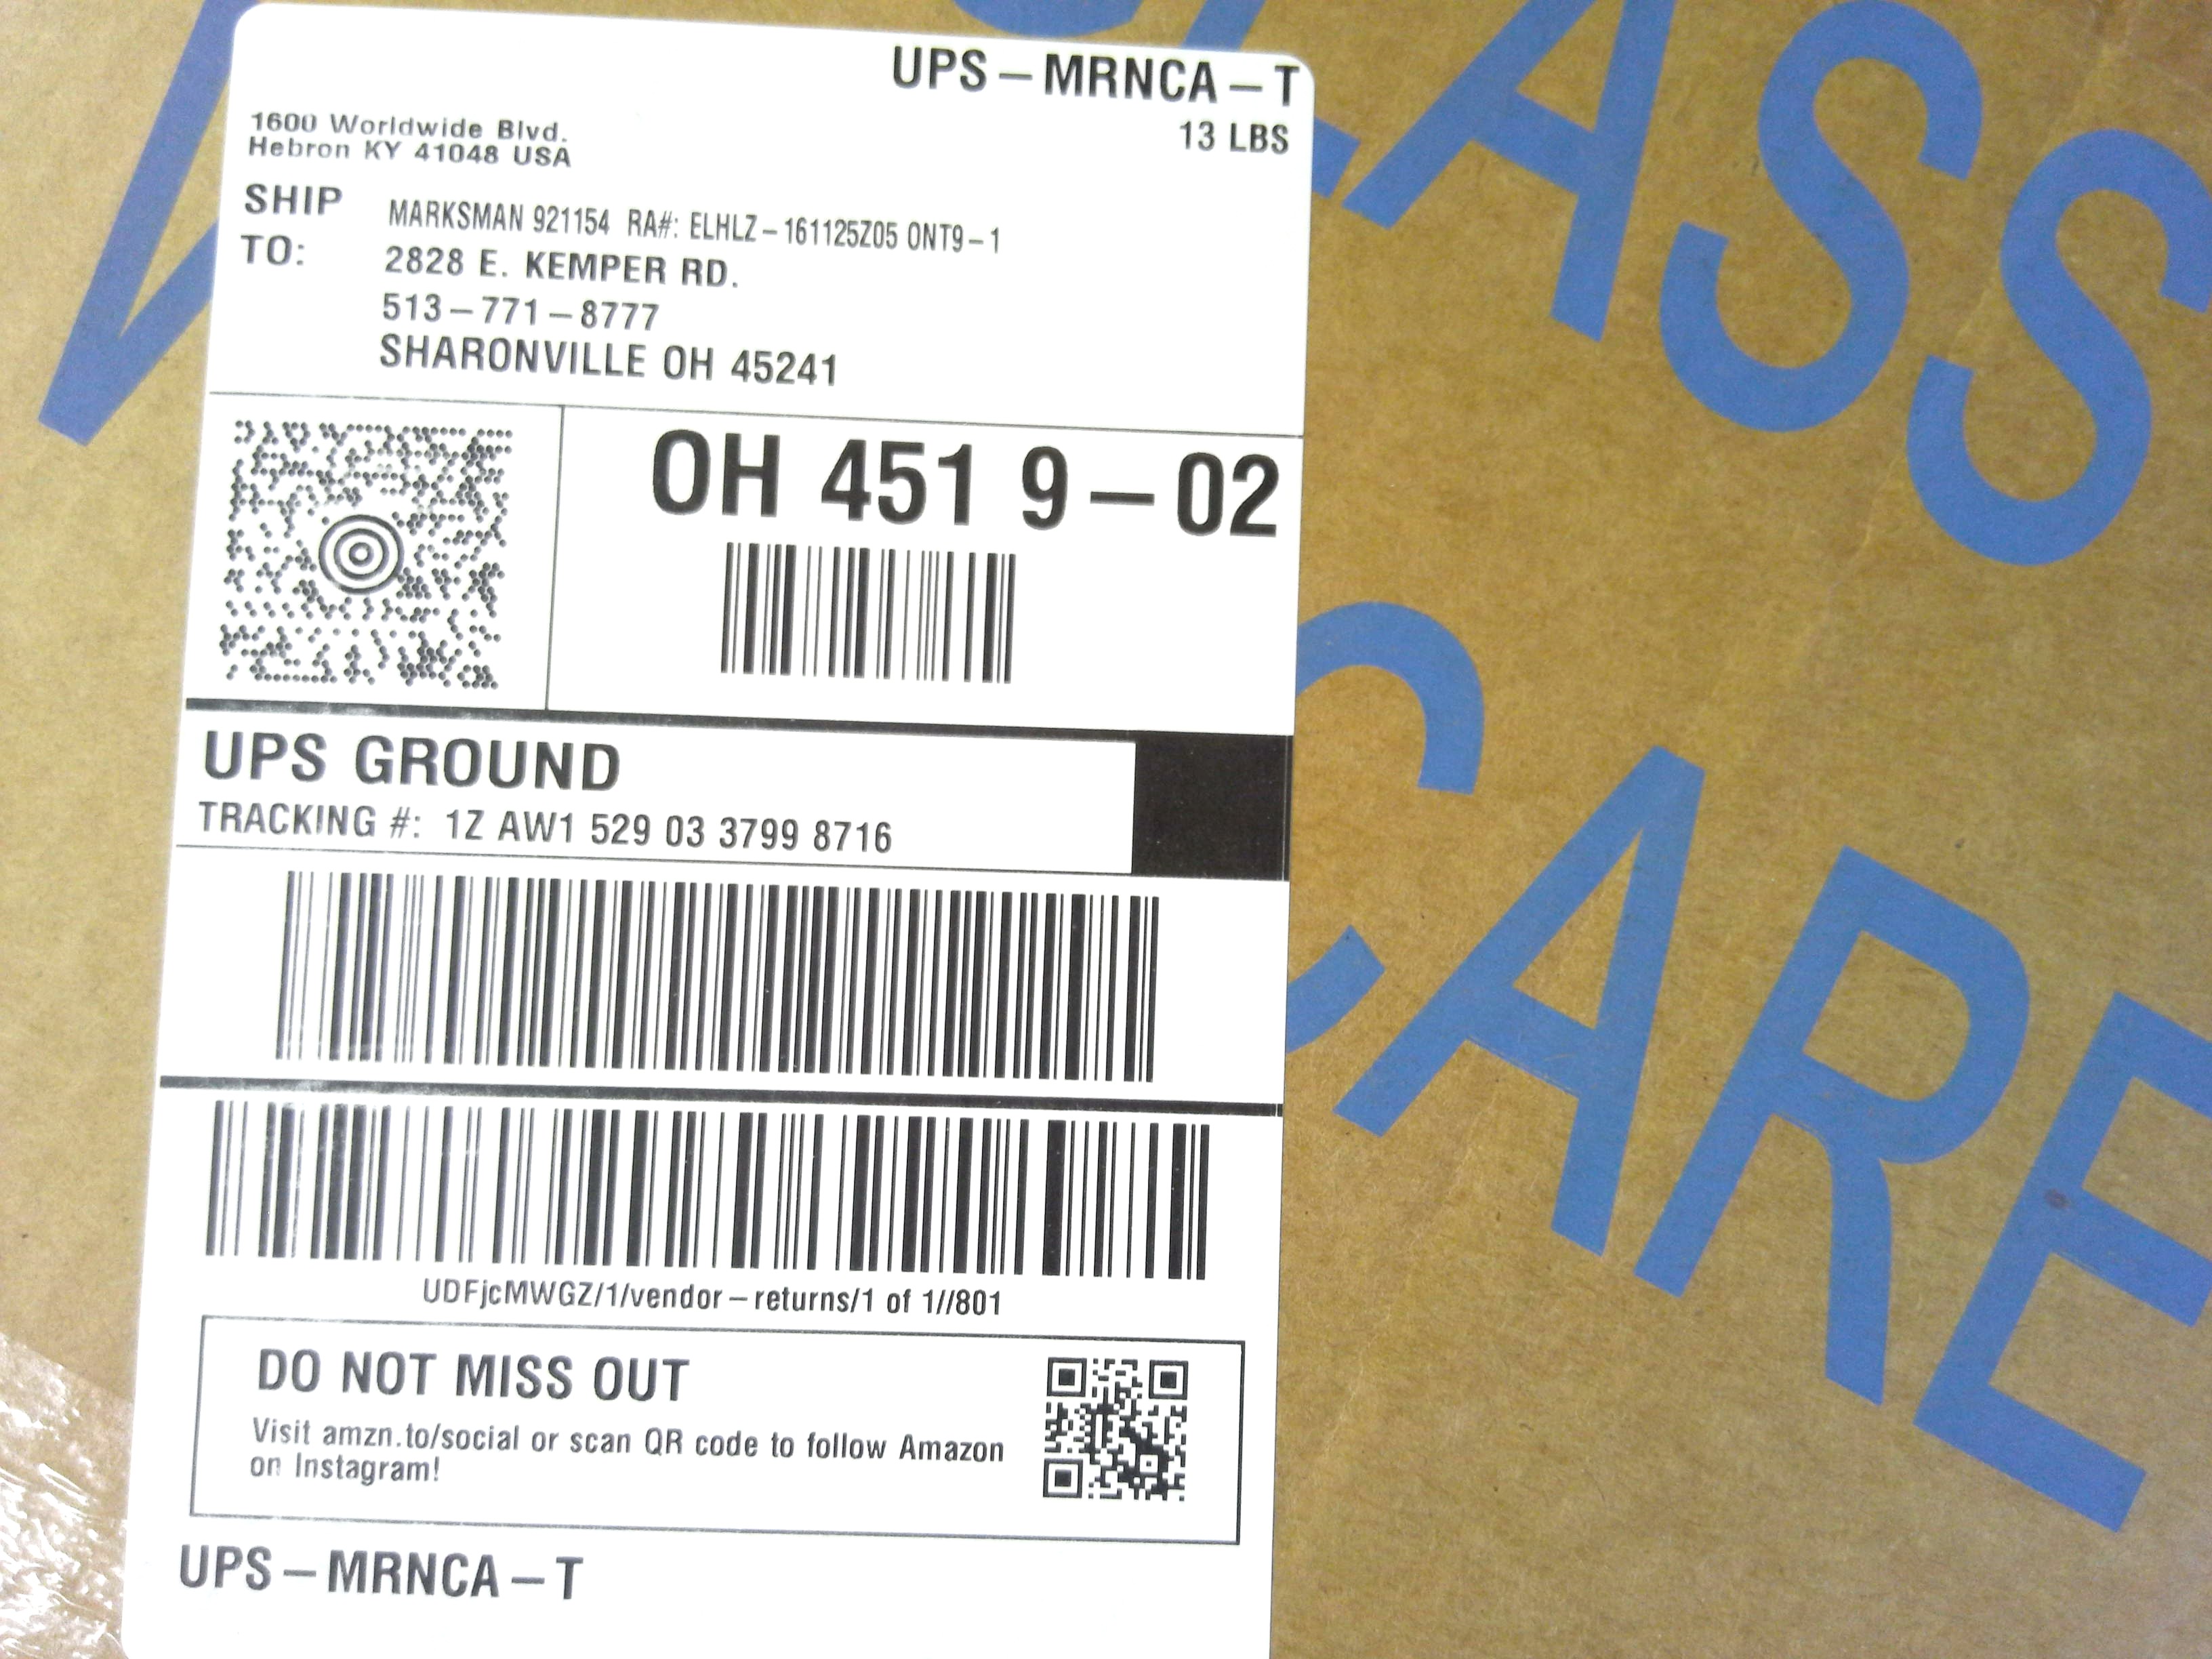 UPS – MRNCA – T
13 LBS
1600 Worldwide Blvd.
Hebron KY 41048 USA
SHIP
TO:
MARKSMAN 921154 RA#: ELHLZ – 161125Z05 ONT9 – 1
2828 E. KEMPER RD.
513 – 771 – 8777
SHARONVILLE OH 45241
OH 451 9 – 02
UPS GROUND
TRACKING #: 1Z AW1 529 03 3799 8716
UDFjcMWGZ/1/vendor – returns/1 of 1//801
DO NOT MISS OUT
Visit amzn.to/social or scan QR code to follow Amazon
on Instagram!
UPS – MRNCA – T
CARE